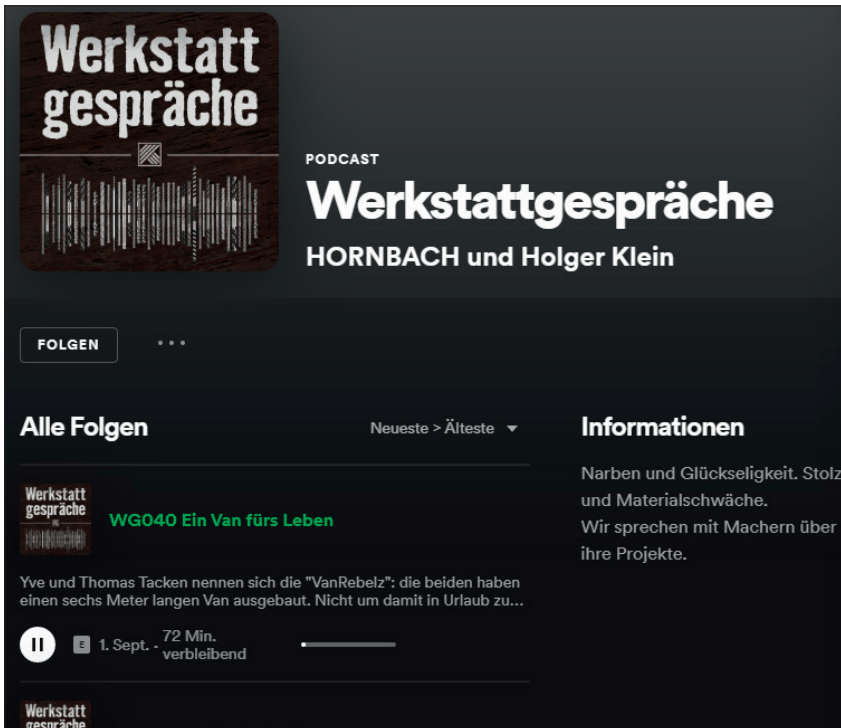 Werkstatt
gespräche
PODCAST
Werkstattgespräche
HORNBACH und Holger Klein
FOLGEN
Alle Folgen
Neueste > Älteste
Informationen
Narben und Glückseligkeit. Stolz
und Materialschwäche.
Wir sprechen mit Machern über
ihre Projekte.
Werkstatt
gespräche
WG040 Ein Van fürs Leben
Yve und Thomas Tacken nennen sich die "VanRebelz": die beiden haben
einen sechs Meter langen Van ausgebaut. Nicht um damit in Urlaub zu...
E 1. Sept. - 72 Min.
verbleibend
Werkstatt
gespräche